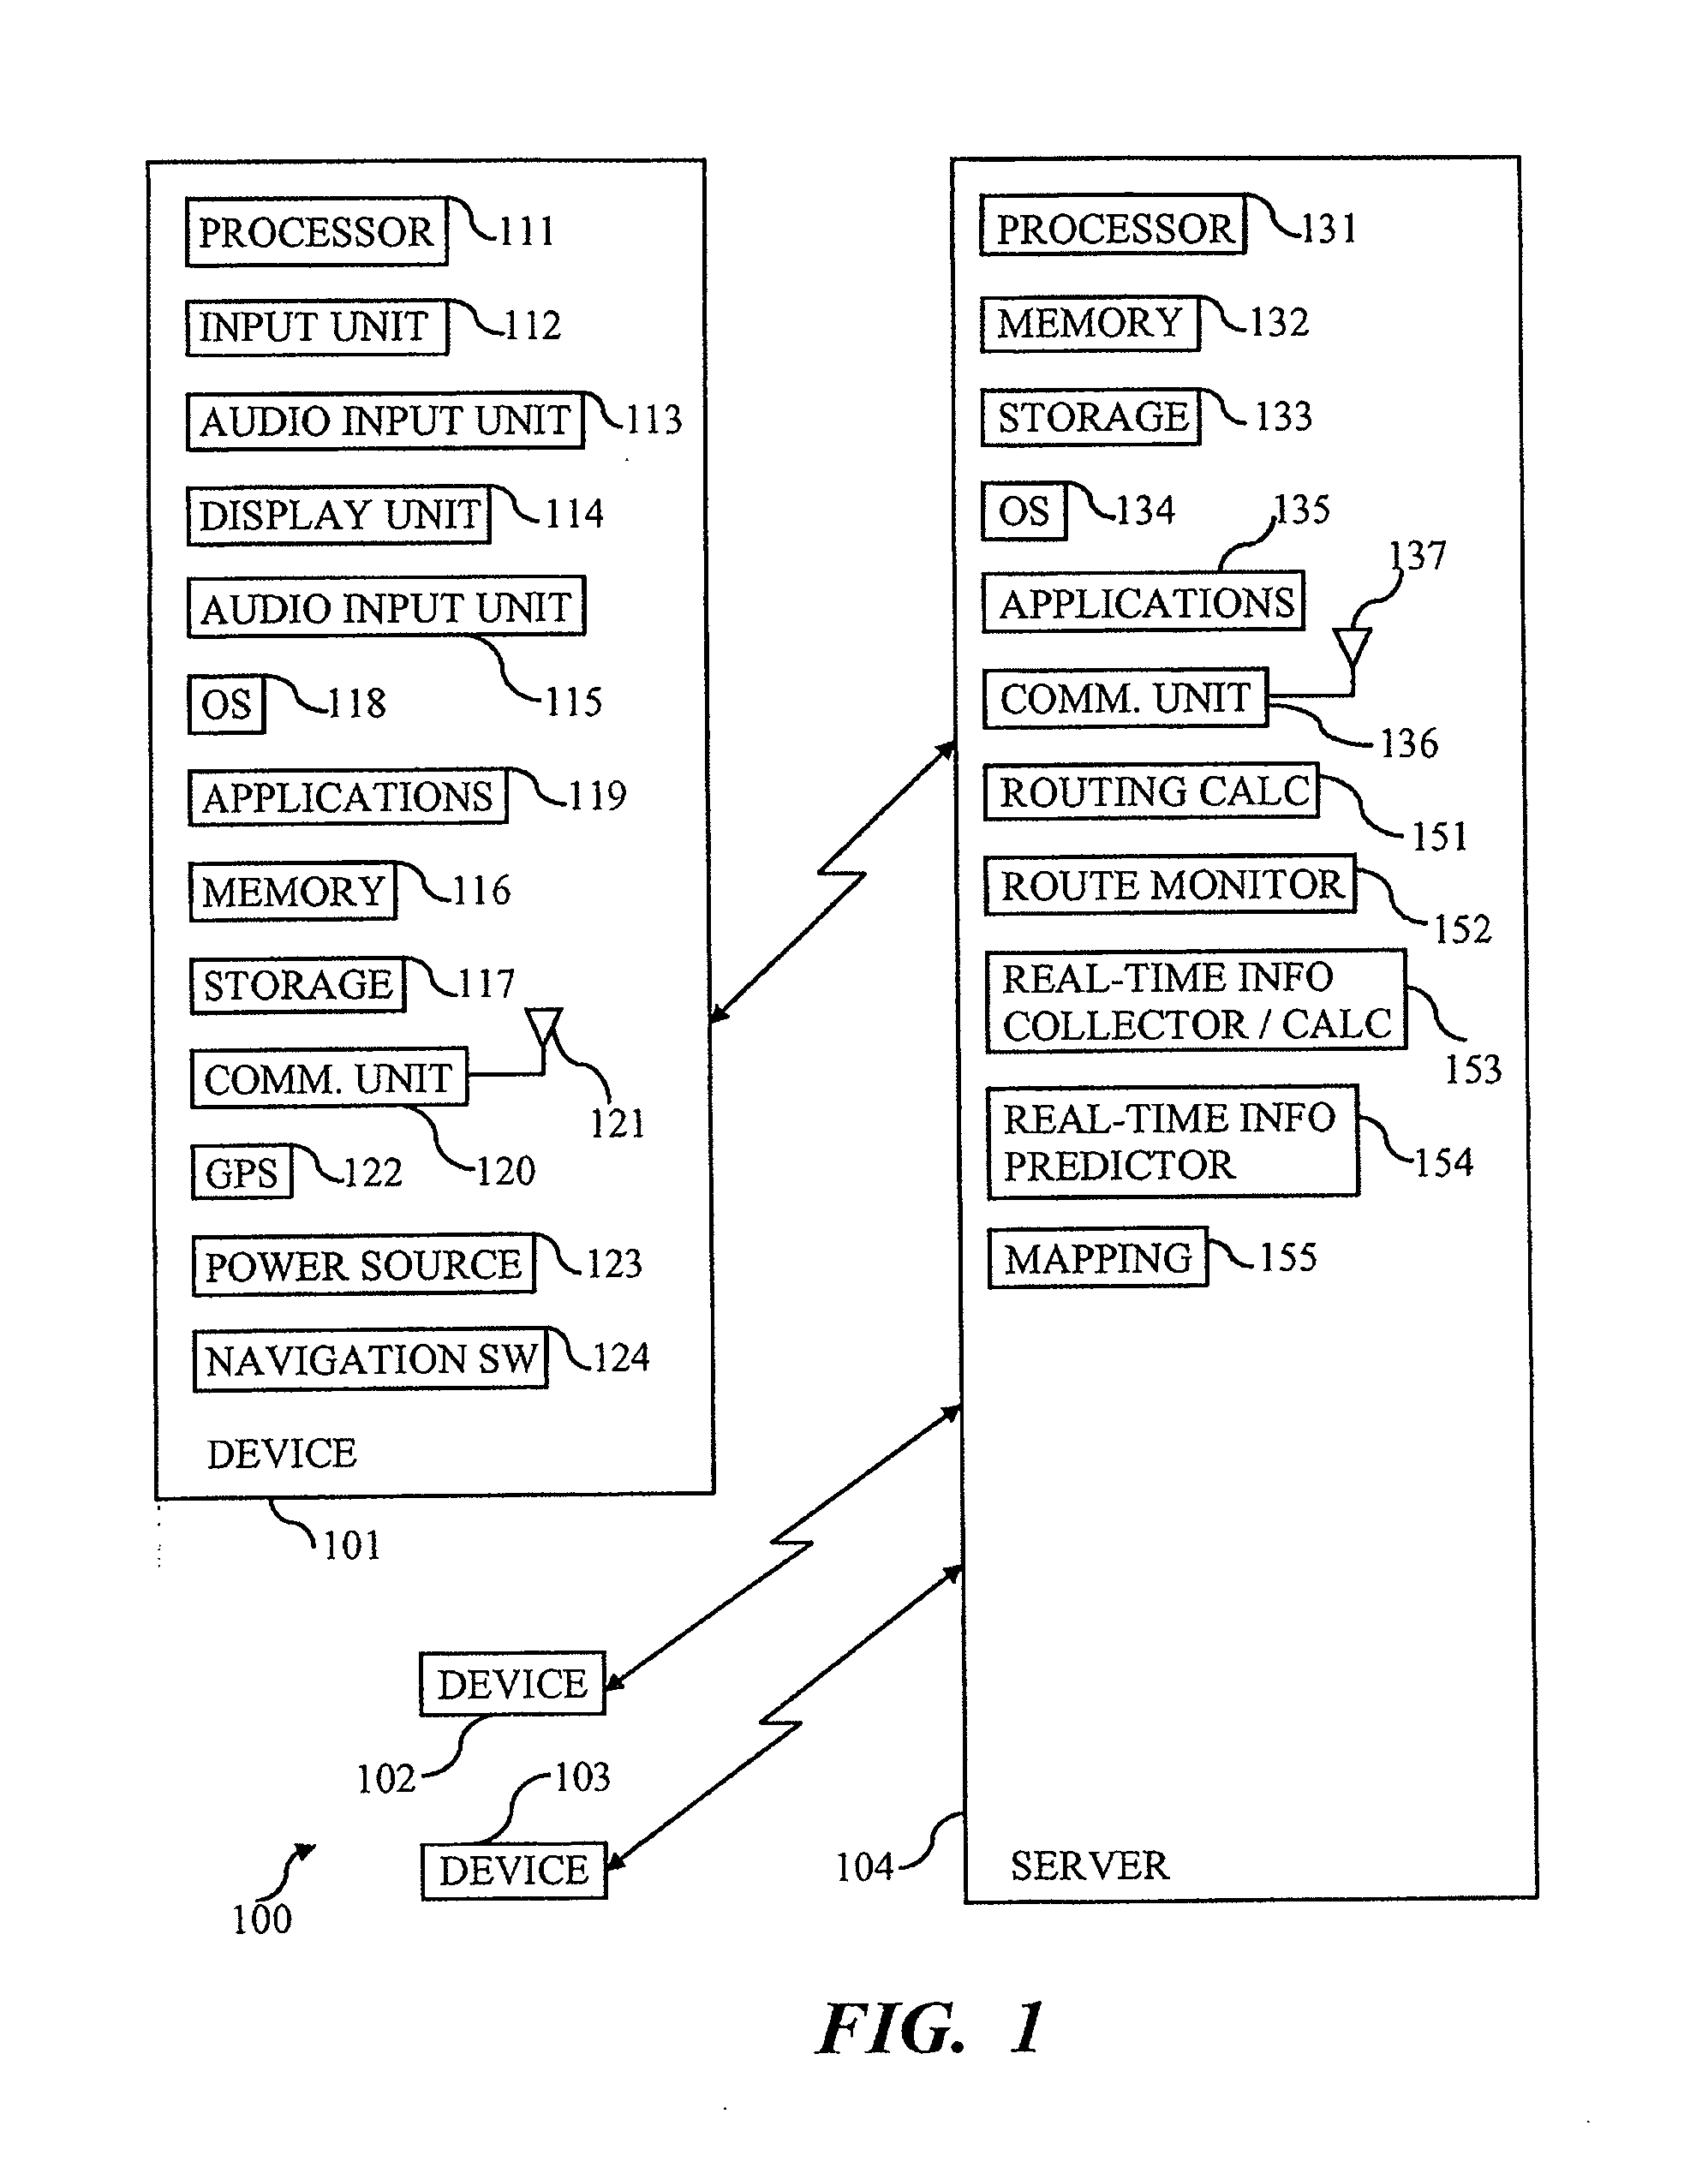 PROCESSOR 111
INPUT UNIT 112
AUDIO INPUT UNIT 113
DISPLAY UNIT 114
AUDIO INPUT UNIT
115
OS 118
APPLICATIONS 119
MEMORY 116
STORAGE 117
COMM. UNIT
121
120
GPS 122
POWER SOURCE 123
NAVIGATION SW 124
DEVICE
101
PROCESSOR 131
MEMORY 132
STORAGE 133
OS 134
135
APPLICATIONS
137
COMM. UNIT
136
ROUTING CALC
151
ROUTE MONITOR
152
REAL-TIME INFO
COLLECTOR / CALC
153
REAL-TIME INFO
PREDICTOR
154
MAPPING 155
SERVER
104
DEVICE
102
103
DEVICE
100
FIG. 1